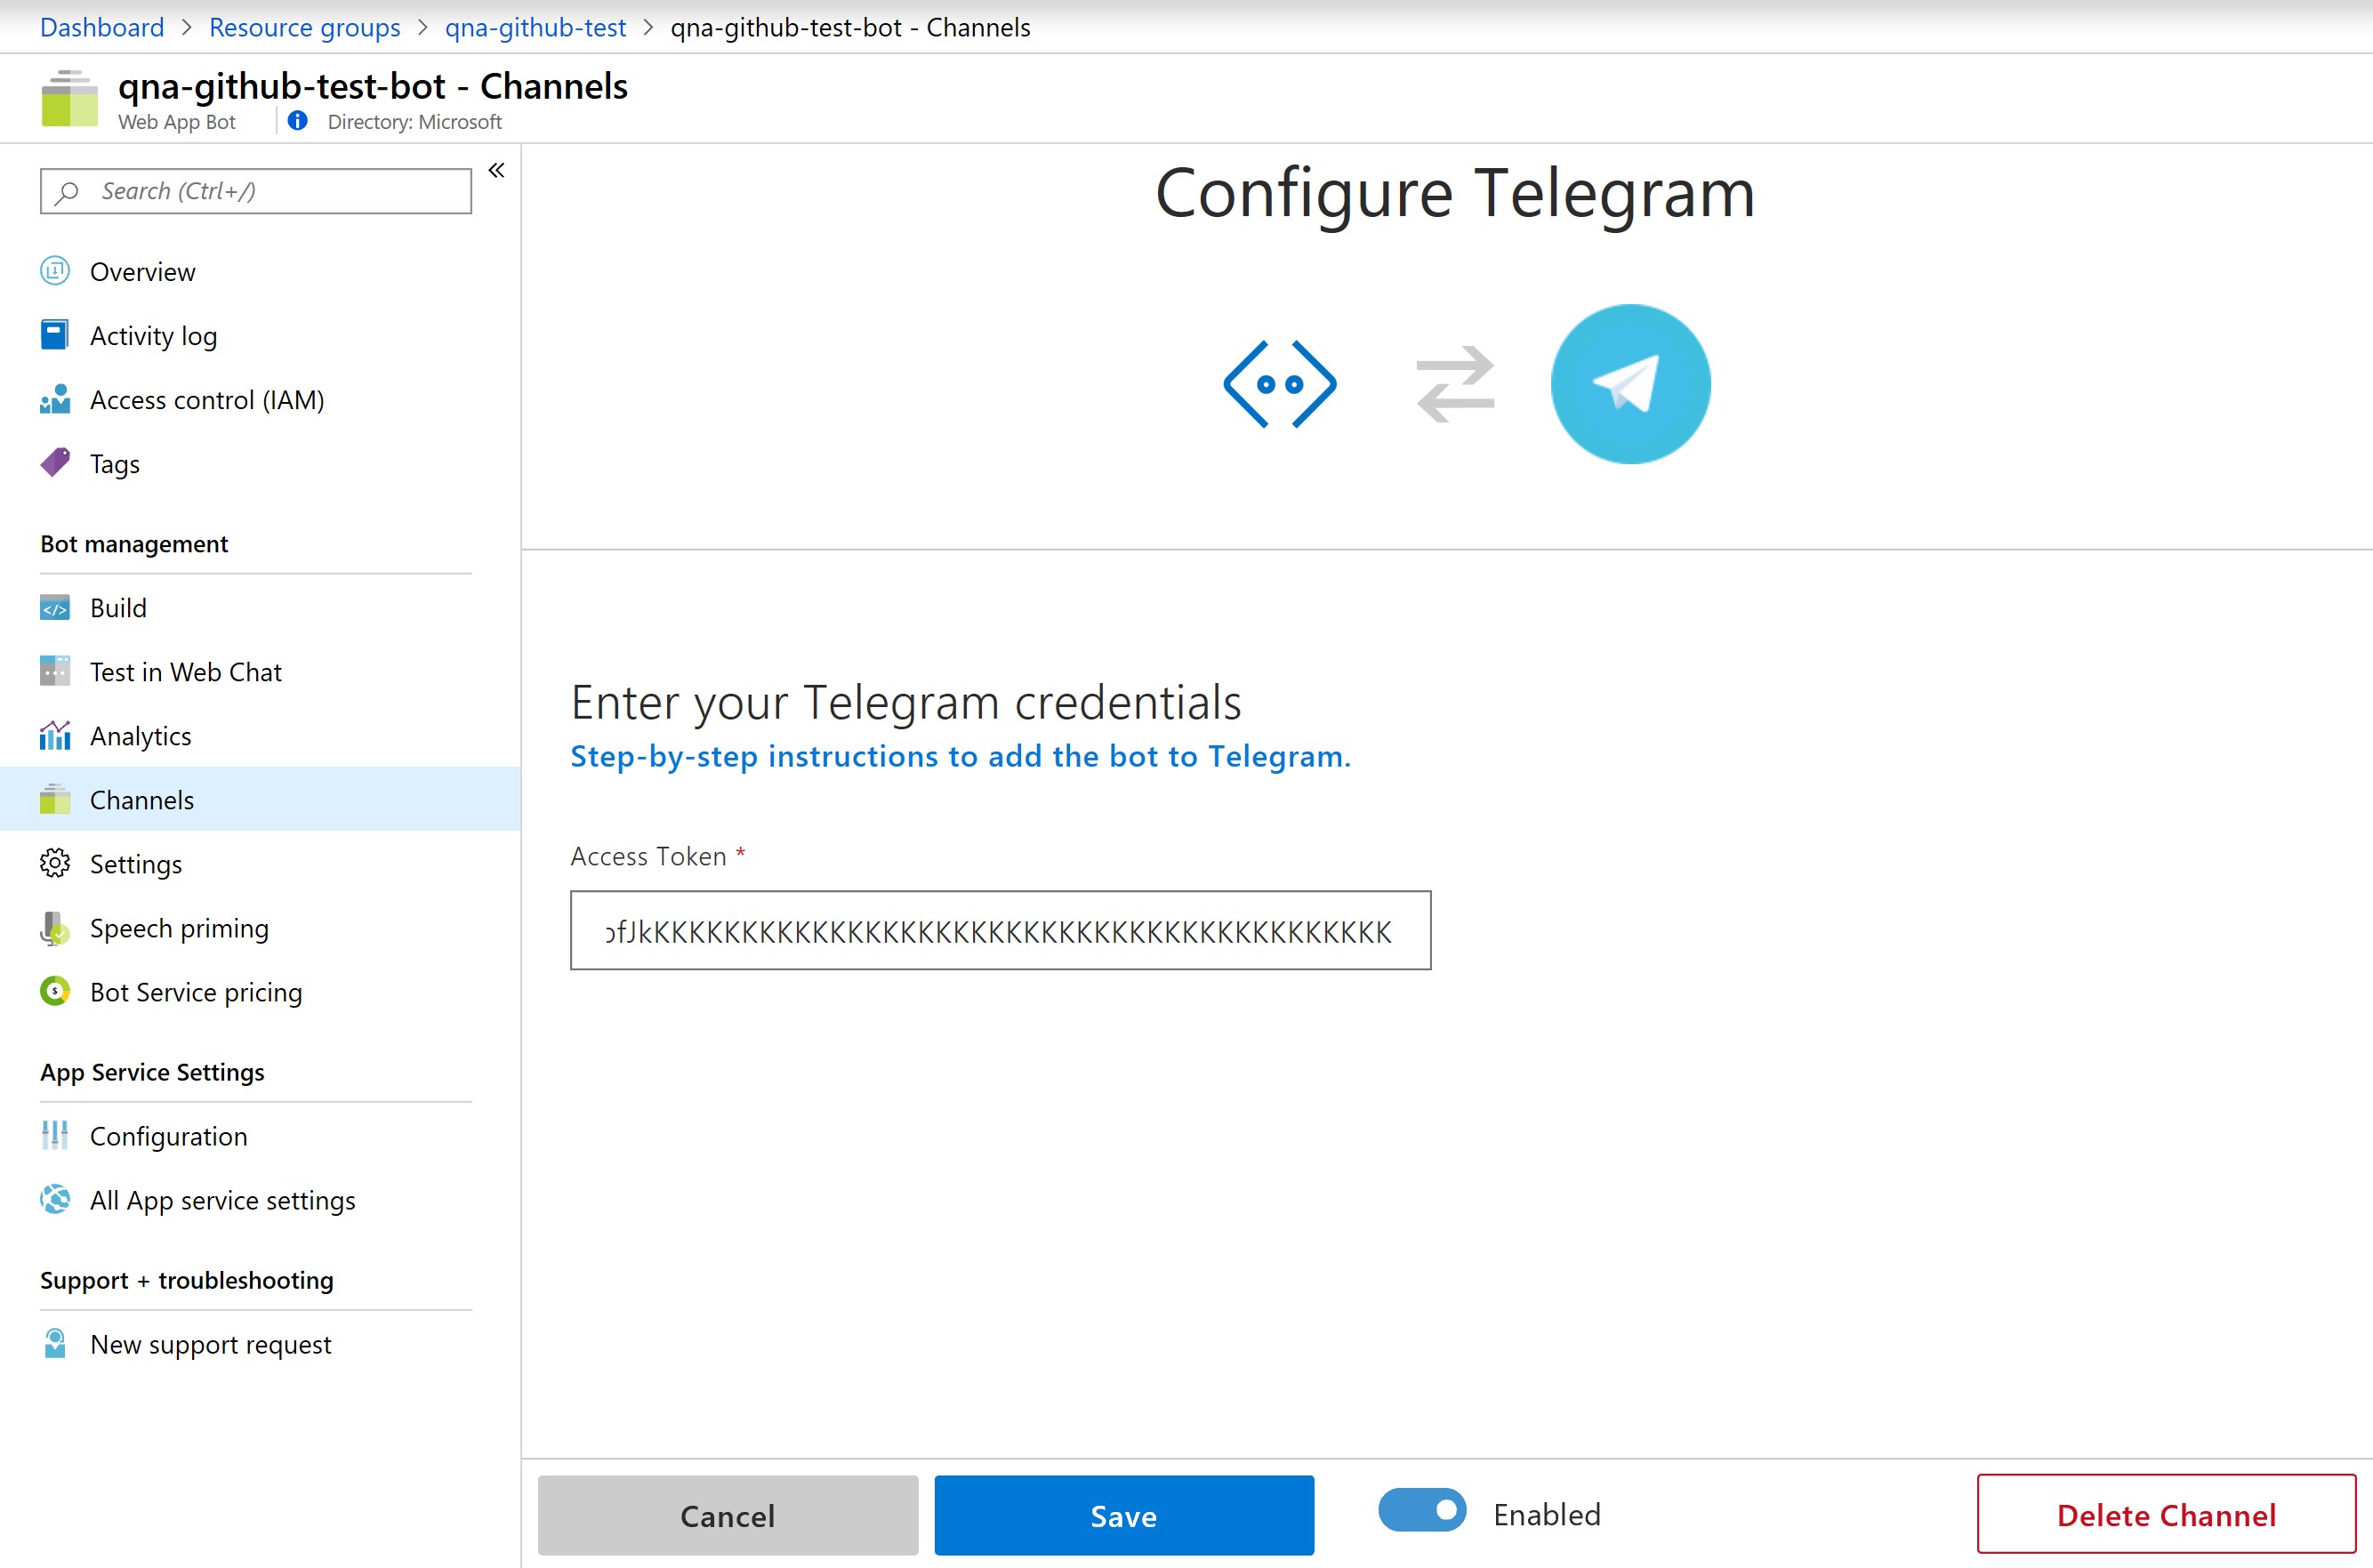 Dashboard > Resource groups > qna-github-test > qna-github-test-bot - Channels
qna-github-test-bot - Channels
Web App Bot
Directory: Microsoft
Search (Ctrl+/)
Overview
Activity log
Access control (IAM)
Tags
Bot management
Build
Test in Web Chat
Analytics
Channels
Settings
Speech priming
Bot Service pricing
App Service Settings
Configuration
All App service settings
Support + troubleshooting
New support request
Configure Telegram
Enter your Telegram credentials
Step-by-step instructions to add the bot to Telegram.
Access Token *
Cancel
Save
Enabled
Delete Channel